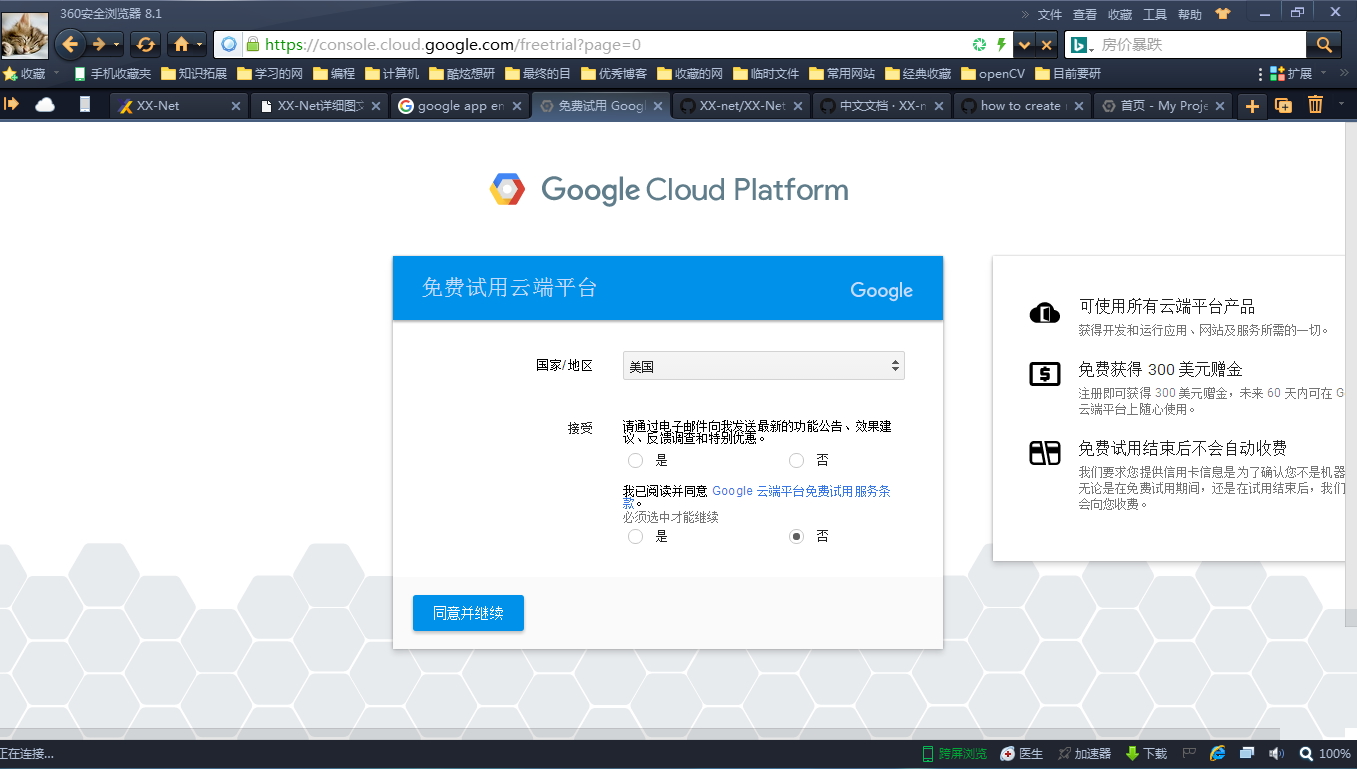 360安全浏览器 8.1
» 文件 查看 收藏 工具 帮助
https://console.cloud.google.com/freetrial?page=0
房价暴跌
收藏 手机收藏夹 知识拓展 学习的网 编程 计算机 酷炫想研 最终的目 优秀博客 收藏的网 临时文件 常用网站 经典收藏 openCV 目前要研 扩展 »
XX-Net XX-Net详细图文 google app en 免费试用 Googl XX-net/XX-Net 中文文档 · XX-n how to create 首页 - My Proje
Google Cloud Platform
免费试用云端平台
Google
国家/地区
美国
接受
请通过电子邮件向我发送最新的功能公告、效果建
议、反馈调查和特别优惠。
是 否
我已阅读并同意 Google 云端平台免费试用服务条
款。
必须选中才能继续
是 否
同意并继续
可使用所有云端平台产品
获得开发和运行应用、网站及服务所需的一切。
免费获得 300 美元赠金
注册即可获得 300 美元赠金，未来 60 天内可在 G
云端平台上随心使用。
免费试用结束后不会自动收费
我们要求您提供信用卡信息是为了确认您不是机器
无论是在免费试用期间，还是在试用结束后，我们
会向您收费。
正在连接...
跨屏浏览 医生 加速器 下载 100%